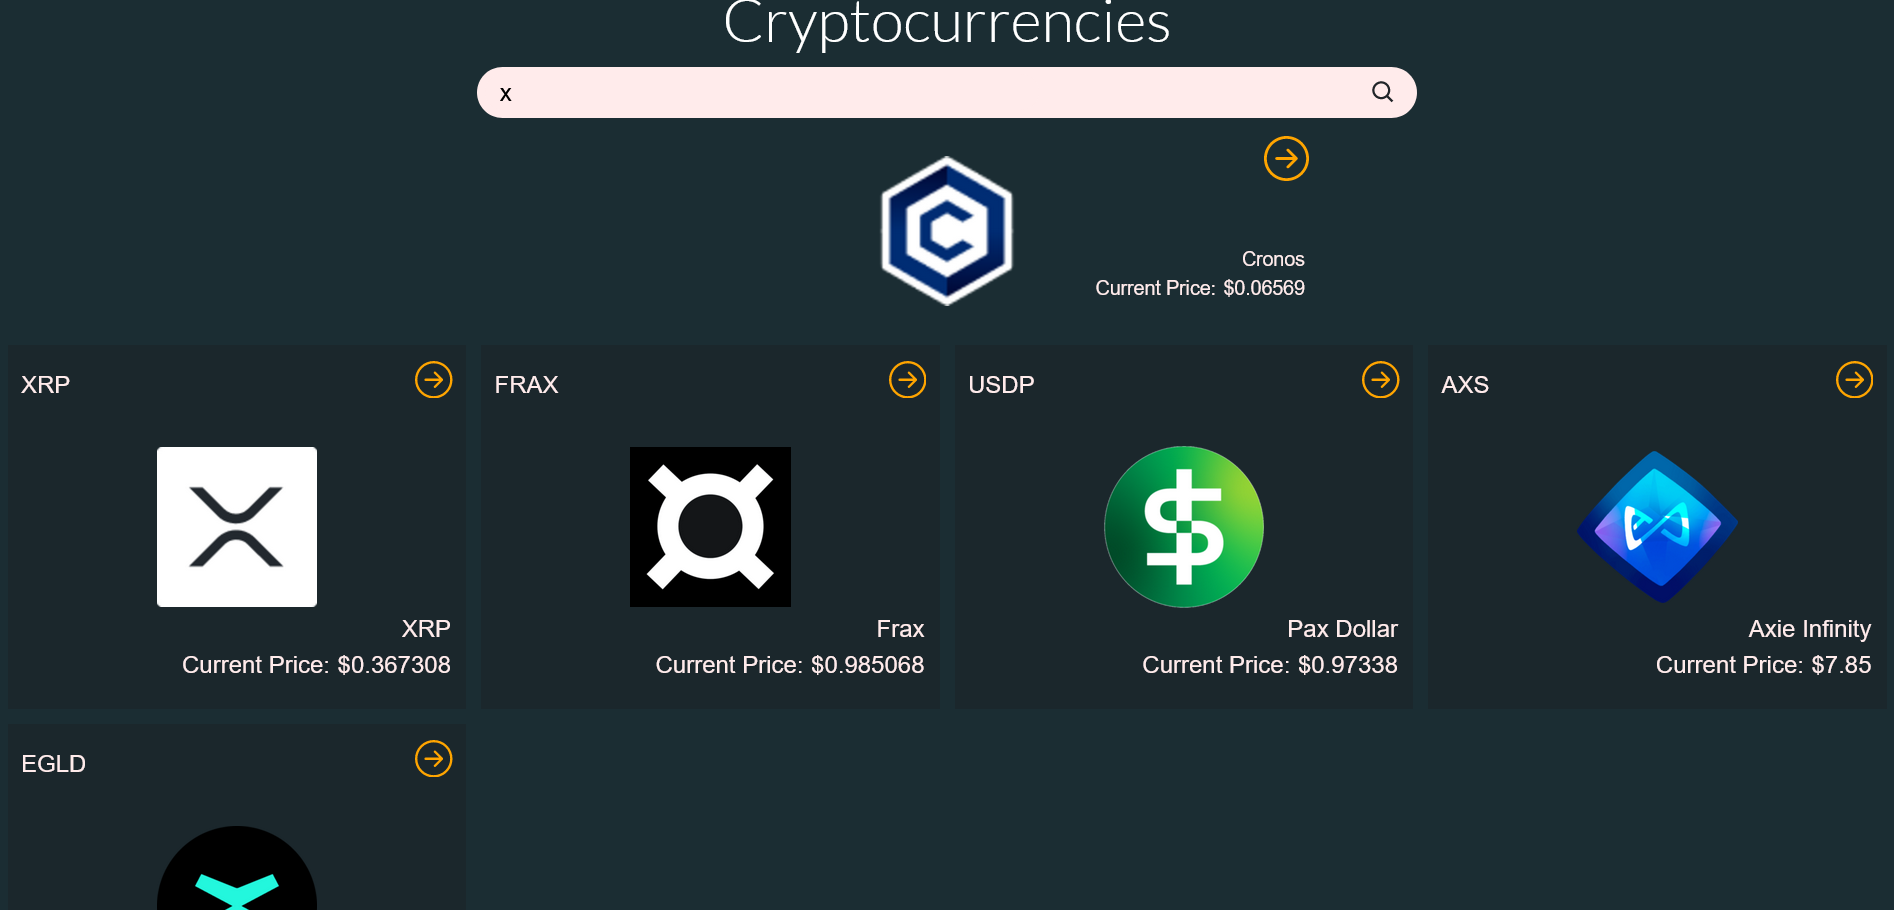 Cryptocurrencies
x
Cronos
Current Price: $0.06569
XRP
XRP
Current Price: $0.367308
FRAX
Frax
Current Price: $0.985068
USDP
Pax Dollar
Current Price: $0.97338
AXS
Axie Infinity
Current Price: $7.85
EGLD